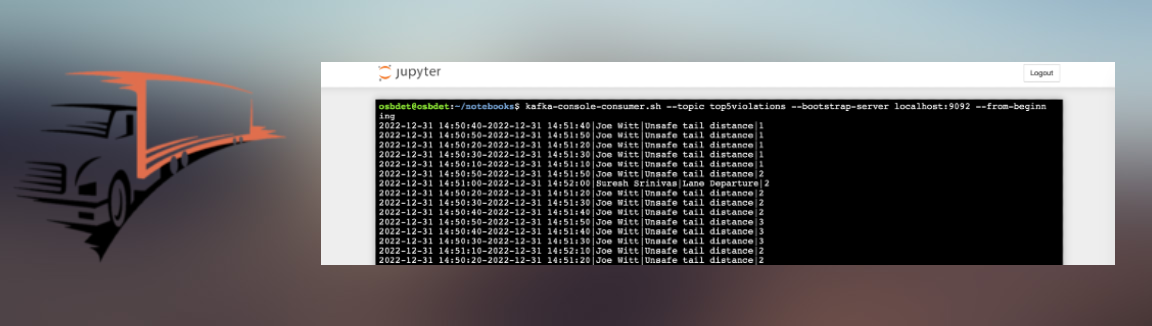 jupyter
Logout
osbdet@osbdet:~/notebooks$ kafka-console-consumer.sh --topic top5violations --bootstrap-server localhost:9092 --from-beginn
ing
2022-12-31 14:50:40-2022-12-31 14:51:40|Joe Witt|Unsafe tail distance|1
2022-12-31 14:50:50-2022-12-31 14:51:50|Joe Witt|Unsafe tail distance|1
2022-12-31 14:50:20-2022-12-31 14:51:20|Joe Witt|Unsafe tail distance|1
2022-12-31 14:50:30-2022-12-31 14:51:30|Joe Witt|Unsafe tail distance|1
2022-12-31 14:50:10-2022-12-31 14:51:10|Joe Witt|Unsafe tail distance|1
2022-12-31 14:50:50-2022-12-31 14:51:50|Joe Witt|Unsafe tail distance|2
2022-12-31 14:51:00-2022-12-31 14:52:00|Suresh Srinivas|Lane Departure|2
2022-12-31 14:50:20-2022-12-31 14:51:20|Joe Witt|Unsafe tail distance|2
2022-12-31 14:50:30-2022-12-31 14:51:30|Joe Witt|Unsafe tail distance|2
2022-12-31 14:50:40-2022-12-31 14:51:40|Joe Witt|Unsafe tail distance|2
2022-12-31 14:50:50-2022-12-31 14:51:50|Joe Witt|Unsafe tail distance|3
2022-12-31 14:50:40-2022-12-31 14:51:40|Joe Witt|Unsafe tail distance|3
2022-12-31 14:50:30-2022-12-31 14:51:30|Joe Witt|Unsafe tail distance|3
2022-12-31 14:51:10-2022-12-31 14:52:10|Joe Witt|Unsafe tail distance|2
2022-12-31 14:50:20-2022-12-31 14:51:20|Joe Witt|Unsafe tail distance|2